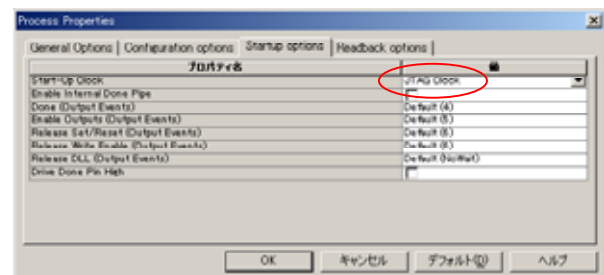 Process Properties
General Options Configuration options Startup options Readback options
プロパティ名 値
Start-Up Clock JTAG Clock
Enable Internal Done Pipe
Done (Output Events) Default (4)
Enable Outputs (Output Events) Default (5)
Release Set/Reset (Output Events) Default (6)
Release Write Enable (Output Events) Default (6)
Release DLL (Output Events) Default (NoWait)
Drive Done Pin High
OK キャンセル デフォルト(D) ヘルプ